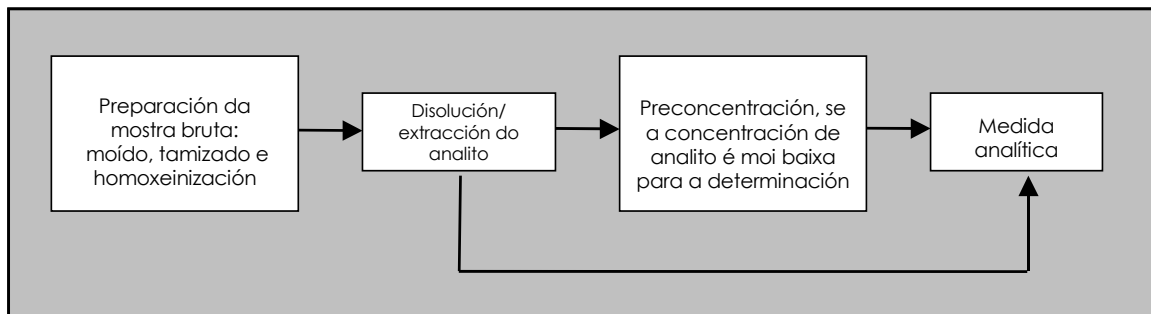 Preparación da
mostra bruta:
moído, tamizado e
homoxeinización
Disolución/
extracción do
analito
Preconcentración, se
a concentración de
analito é moi baixa
para a determinación
Medida
analítica